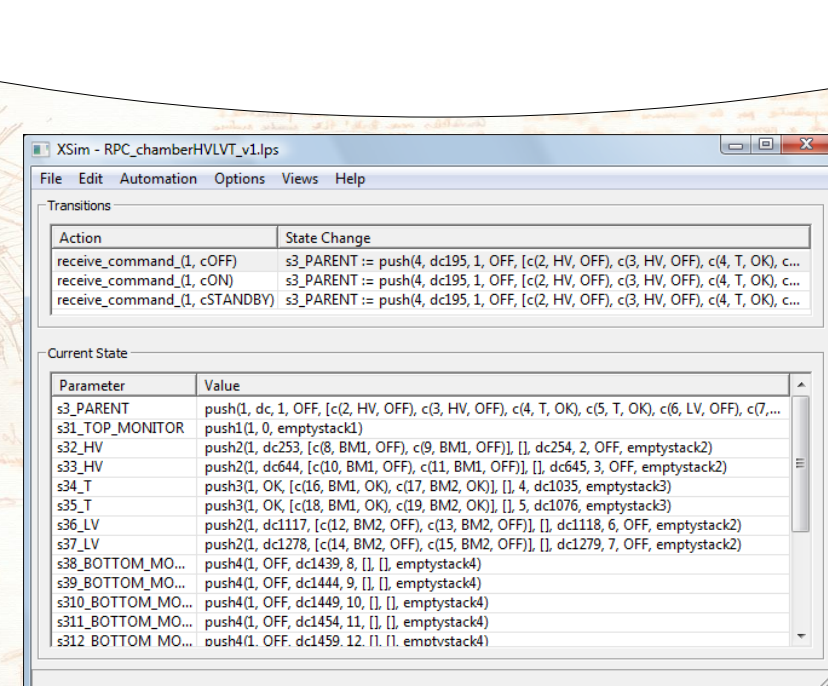 XSim - RPC_chamberHVLVT_v1.lps
File Edit Automation Options Views Help
Transitions
Action State Change
receive_command_(1, cOFF) s3_PARENT := push(4, dc195, 1, OFF, [c(2, HV, OFF), c(3, HV, OFF), c(4, T, OK), c...
receive_command_(1, cON) s3_PARENT := push(4, dc195, 1, OFF, [c(2, HV, OFF), c(3, HV, OFF), c(4, T, OK), c...
receive_command_(1, cSTANDBY) s3_PARENT := push(4, dc195, 1, OFF, [c(2, HV, OFF), c(3, HV, OFF), c(4, T, OK), c...
Current State
Parameter Value
s3_PARENT push(1, dc, 1, OFF, [c(2, HV, OFF), c(3, HV, OFF), c(4, T, OK), c(5, T, OK), c(6, LV, OFF), c(7,...
s31_TOP_MONITOR push1(1, 0, emptystack1)
s32_HV push2(1, dc253, [c(8, BM1, OFF), c(9, BM1, OFF)], [], dc254, 2, OFF, emptystack2)
s33_HV push2(1, dc644, [c(10, BM1, OFF), c(11, BM1, OFF)], [], dc645, 3, OFF, emptystack2)
s34_T push3(1, OK, [c(16, BM1, OK), c(17, BM2, OK)], [], 4, dc1035, emptystack3)
s35_T push3(1, OK, [c(18, BM1, OK), c(19, BM2, OK)], [], 5, dc1076, emptystack3)
s36_LV push2(1, dc1117, [c(12, BM2, OFF), c(13, BM2, OFF)], [], dc1118, 6, OFF, emptystack2)
s37_LV push2(1, dc1278, [c(14, BM2, OFF), c(15, BM2, OFF)], [], dc1279, 7, OFF, emptystack2)
s38_BOTTOM_MO... push4(1, OFF, dc1439, 8, [], [], emptystack4)
s39_BOTTOM_MO... push4(1, OFF, dc1444, 9, [], [], emptystack4)
s310_BOTTOM_MO... push4(1, OFF, dc1449, 10, [], [], emptystack4)
s311_BOTTOM_MO... push4(1, OFF, dc1454, 11, [], [], emptystack4)
s312_BOTTOM_MO... push4(1, OFF, dc1459, 12, [], [], emptystack4)